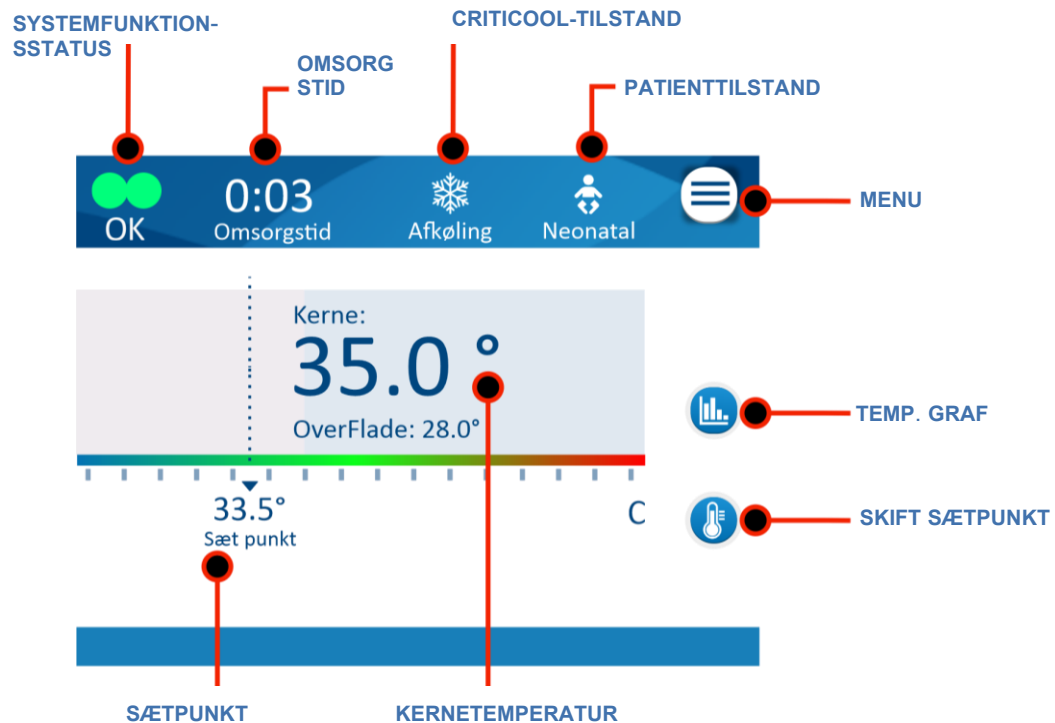 SYSTEMFUNKTION-
SSTATUS
CRITICOOL-TILSTAND
OMSORG
STID
PATIENTTILSTAND
OK
0:03
Omsorgstid
Afkøling
Neonatal
MENU
Kerne:
35.0 °
OverFlade: 28.0°
TEMP. GRAF
33.5°
Sæt punkt
C
SKIFT SÆTPUNKT
SÆTPUNKT
KERNETEMPERATUR